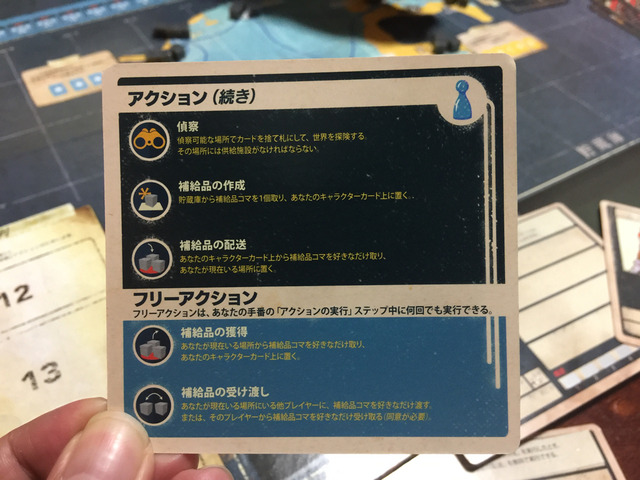 アクション（続き）
偵察
偵察可能な場所でカードを捨て札にして、世界を探険する。
その場所には供給施設がなければならない。
補給品の作成
貯蔵庫から補給品コマを1個取り、あなたのキャラクターカード上に置く。
補給品の配送
あなたのキャラクターカード上から補給品コマを好きなだけ取り、
あなたが現在いる場所に置く。
フリーアクション
フリーアクションは、あなたの手番の「アクションの実行」ステップ中に何回でも実行できる。
補給品の獲得
あなたが現在いる場所から補給品コマを好きなだけ取り、
あなたのキャラクターカード上に置く。
補給品の受け渡し
あなたが現在いる場所にいる他プレイヤーに、補給品コマを好きなだけ渡す。
または、そのプレイヤーから補給品コマを好きなだけ受け取る（同意が必要）。
12
13